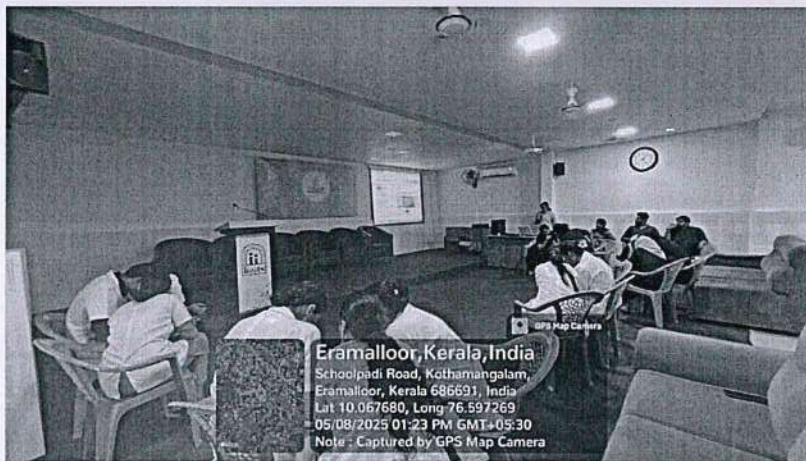 GPS Map Camera
Eramalloor,Kerala,India
Schoolpadi Road, Kothamangalam,
Eramalloor, Kerala 686691, India
Lat 10.067680, Long 76.597269
05/08/2025 01:23 PM GMT+05:30
Note : Captured by GPS Map Camera